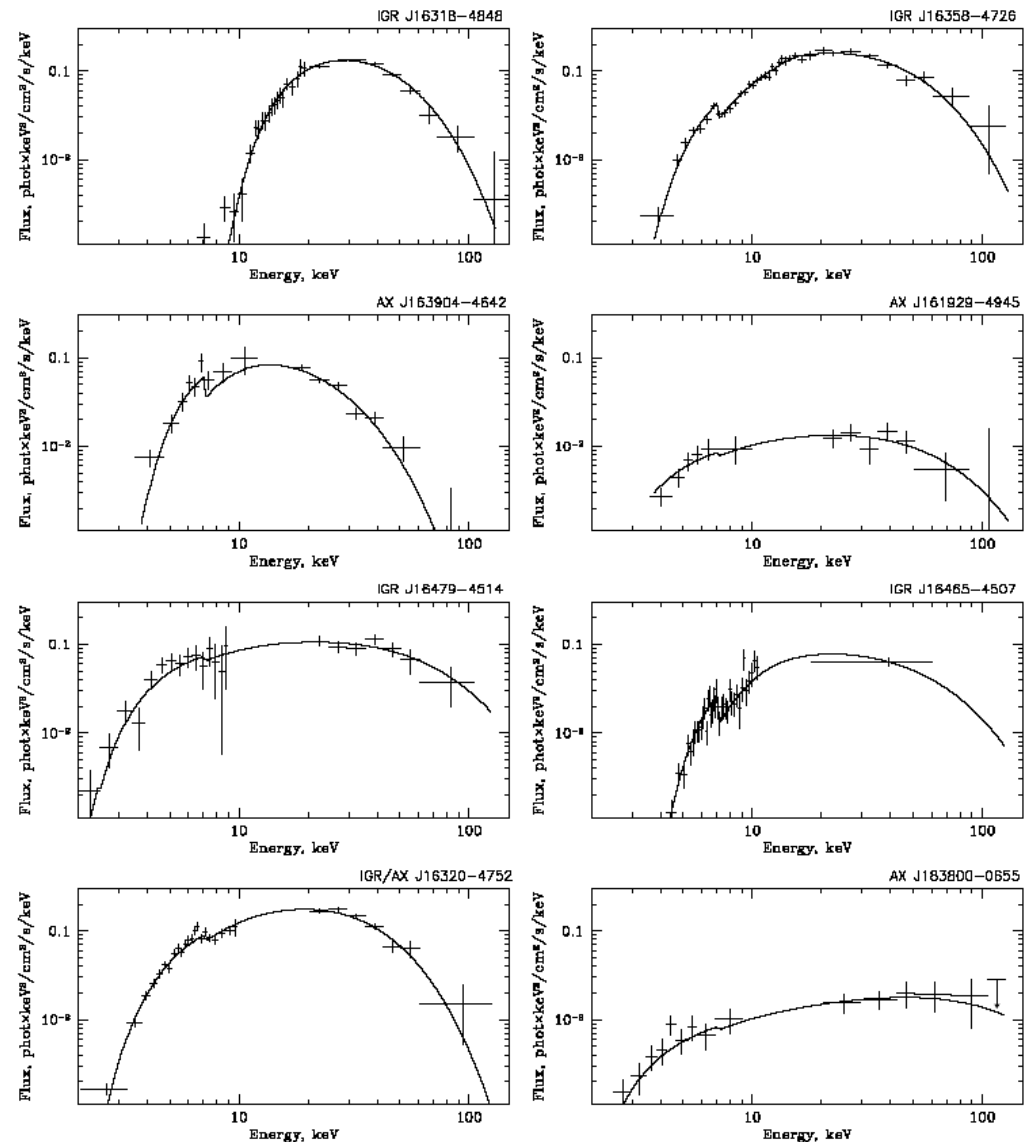 IGR J16318−4848
Flux, phot×keV²/cm²/s/keV
0.1
10⁻²
10
100
Energy, keV
IGR J16358−4726
Flux, phot×keV²/cm²/s/keV
0.1
10⁻²
10
100
Energy, keV
AX J163904−4642
Flux, phot×keV²/cm²/s/keV
0.1
10⁻²
10
100
Energy, keV
AX J161929−4945
Flux, phot×keV²/cm²/s/keV
0.1
10⁻²
10
100
Energy, keV
IGR J16479−4514
Flux, phot×keV²/cm²/s/keV
0.1
10⁻²
10
100
Energy, keV
IGR J16465−4507
Flux, phot×keV²/cm²/s/keV
0.1
10⁻²
10
100
Energy, keV
IGR/AX J16320−4752
Flux, phot×keV²/cm²/s/keV
0.1
10⁻²
10
100
Energy, keV
AX J183800−0655
Flux, phot×keV²/cm²/s/keV
0.1
10⁻²
10
100
Energy, keV